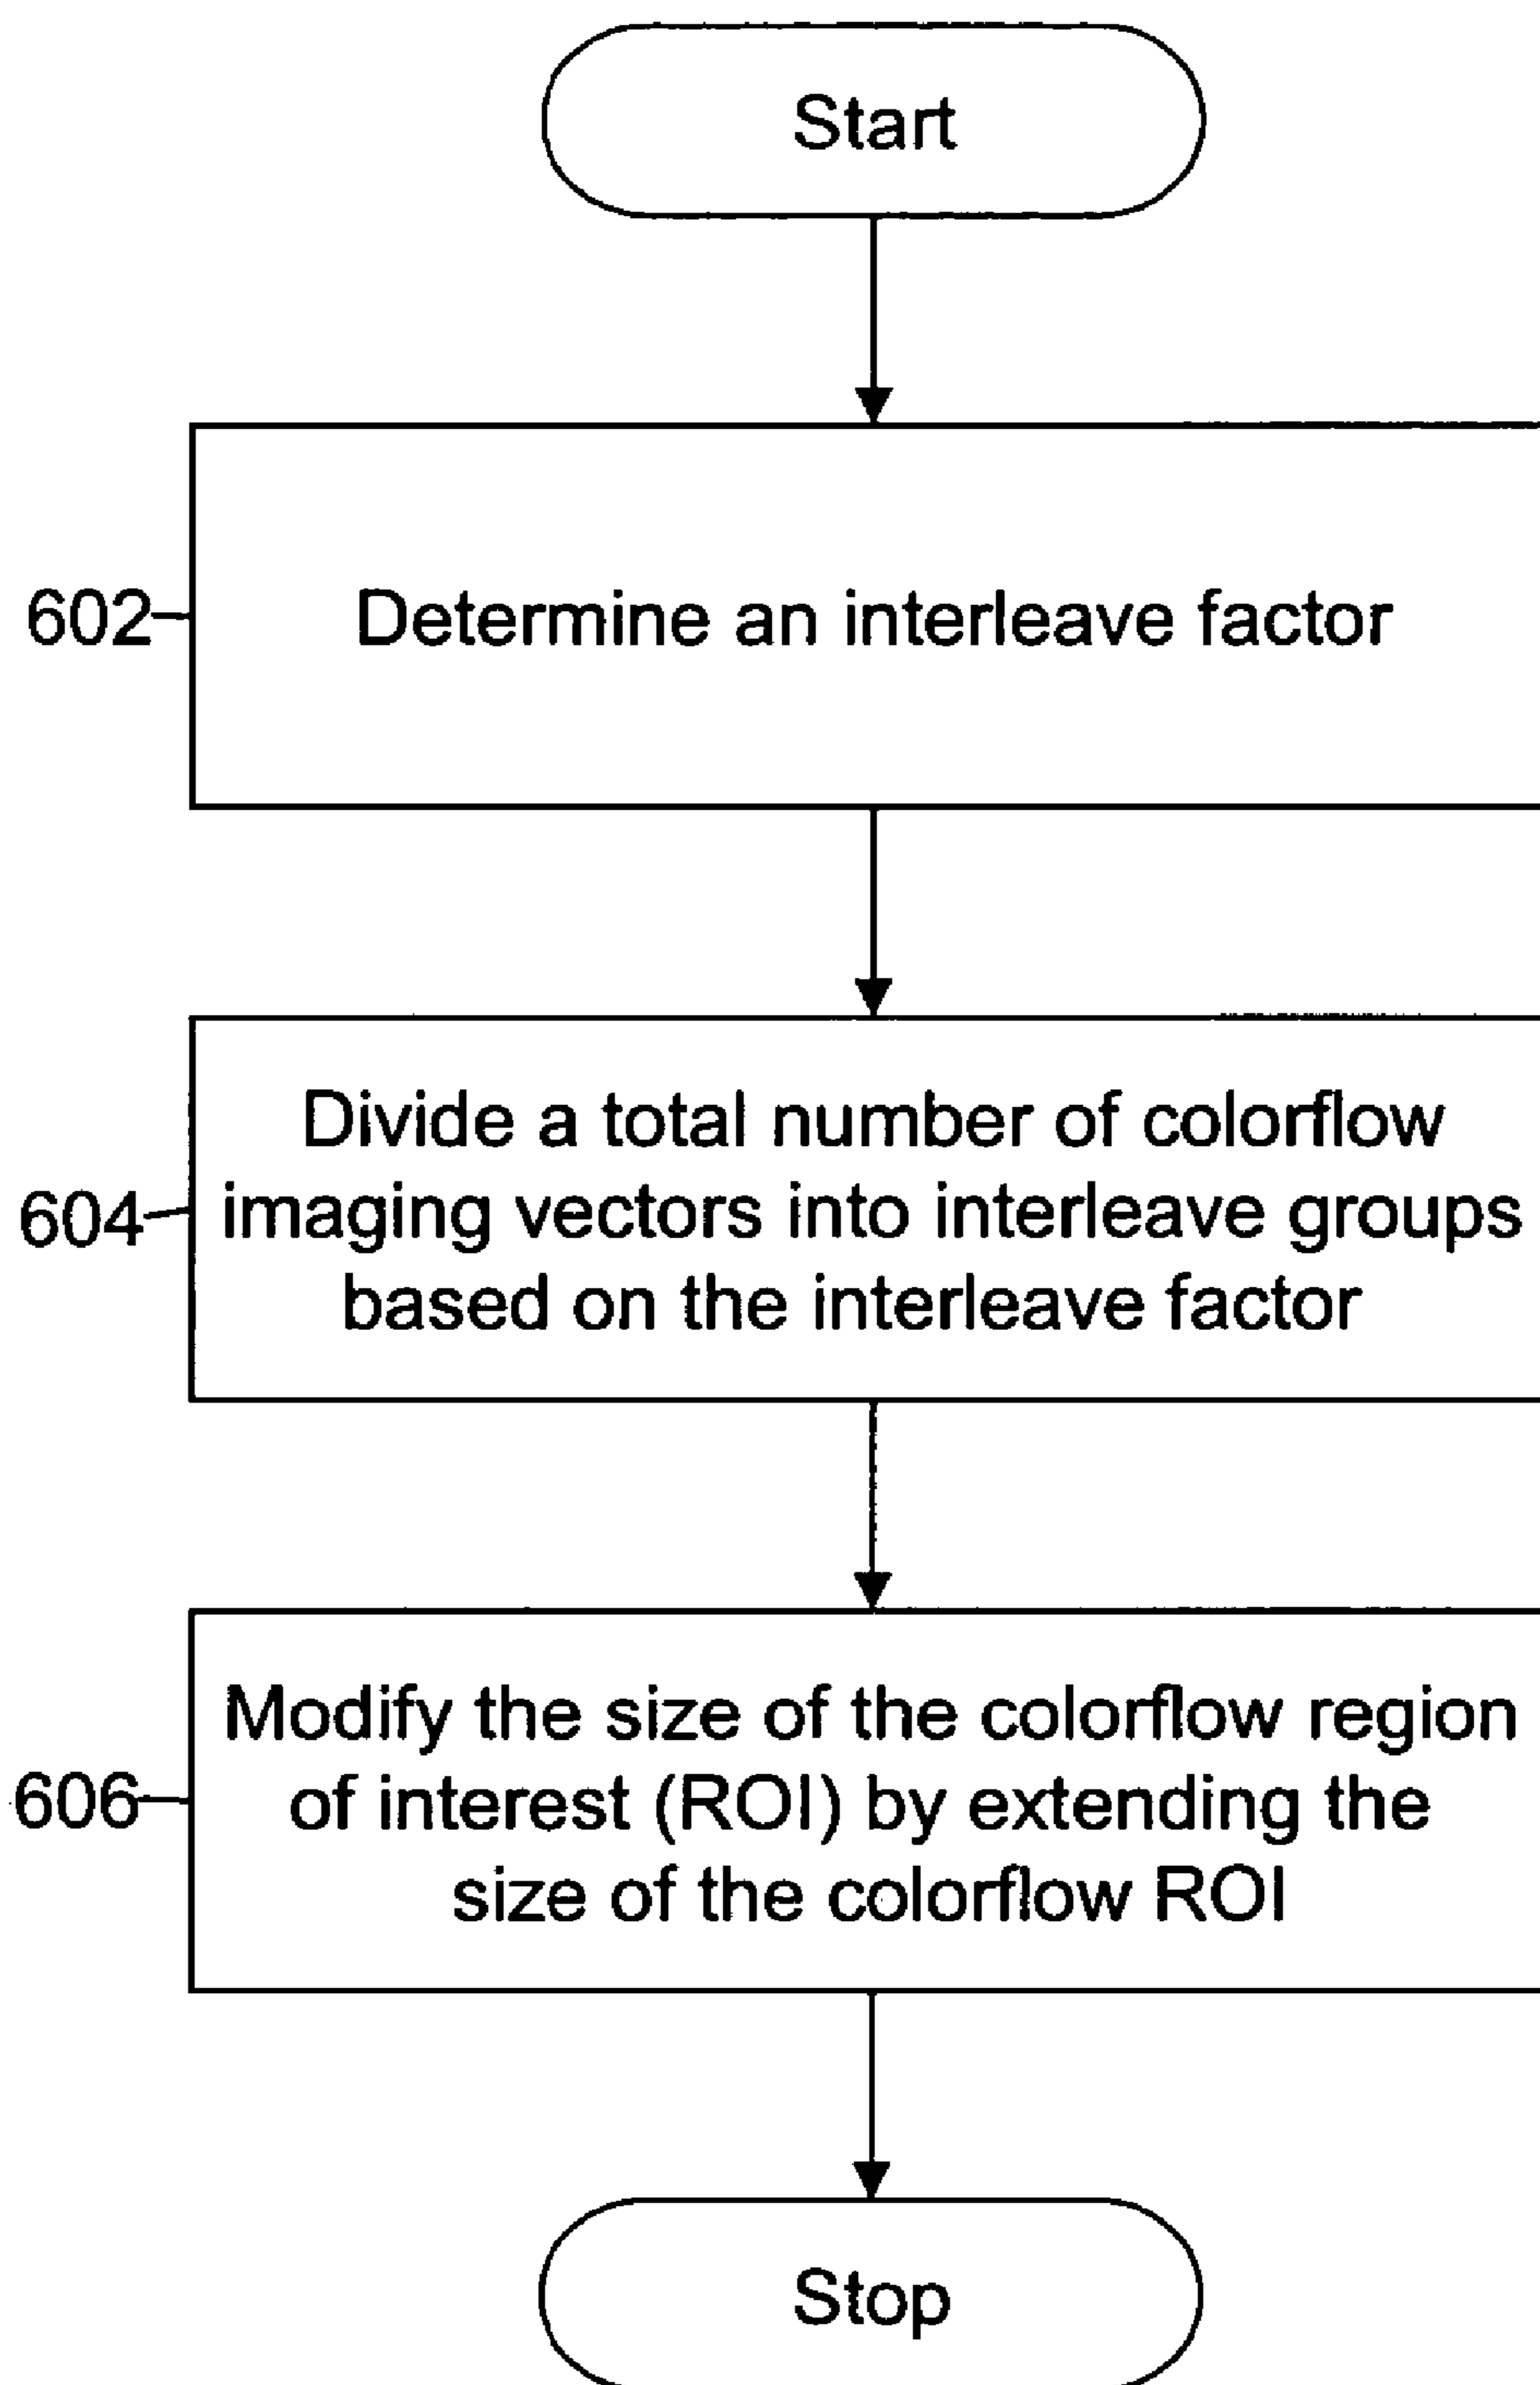 Start
602
Determine an interleave factor
604
Divide a total number of colorflow
imaging vectors into interleave groups
based on the interleave factor
606
Modify the size of the colorflow region
of interest (ROI) by extending the
size of the colorflow ROI
Stop